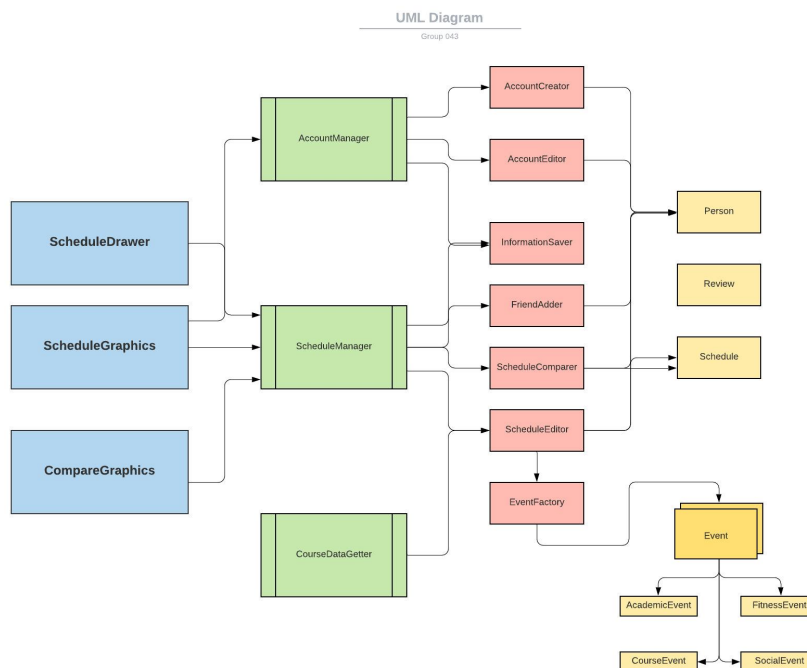 UML Diagram
Group 043
AccountCreator
AccountManager
AccountEditor
Person
ScheduleDrawer
InformationSaver
Review
FriendAdder
ScheduleGraphics
ScheduleManager
Schedule
ScheduleComparer
ScheduleEditor
CompareGraphics
EventFactory
Event
CourseDataGetter
AcademicEvent
FitnessEvent
CourseEvent
SocialEvent